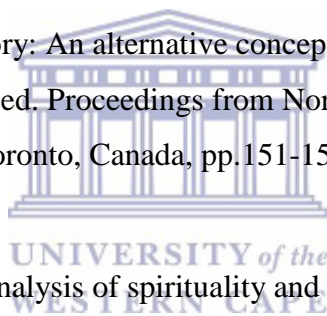 ory: An alternative concep
ed. Proceedings from Nor
oronto, Canada, pp.151-15
UNIVERSITY of the
nalysis of spirituality and
WESTERN CAPE